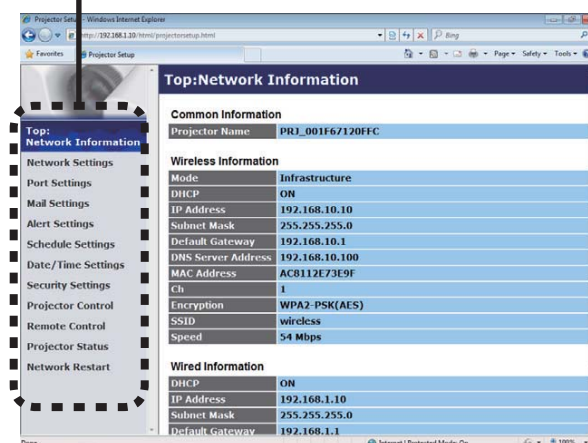 Projector Setup - Windows Internet Explorer
http://192.168.1.10/html/projectorsetup.html
Bing
Favorites Projector Setup Page Safety Tools
Top:Network Information
Top:
Network Information
Network Settings
Port Settings
Mail Settings
Alert Settings
Schedule Settings
Date/Time Settings
Security Settings
Projector Control
Remote Control
Projector Status
Network Restart
Common Information
Projector Name PRJ_001F67120FFC
Wireless Information
Mode Infrastructure
DHCP ON
IP Address 192.168.10.10
Subnet Mask 255.255.255.0
Default Gateway 192.168.10.1
DNS Server Address 192.168.10.100
MAC Address AC8112E73E9F
Ch 1
Encryption WPA2-PSK(AES)
SSID wireless
Speed 54 Mbps
Wired Information
DHCP ON
IP Address 192.168.1.10
Subnet Mask 255.255.255.0
Default Gateway 192.168.1.1
Internet | Protected Mode: On 100%